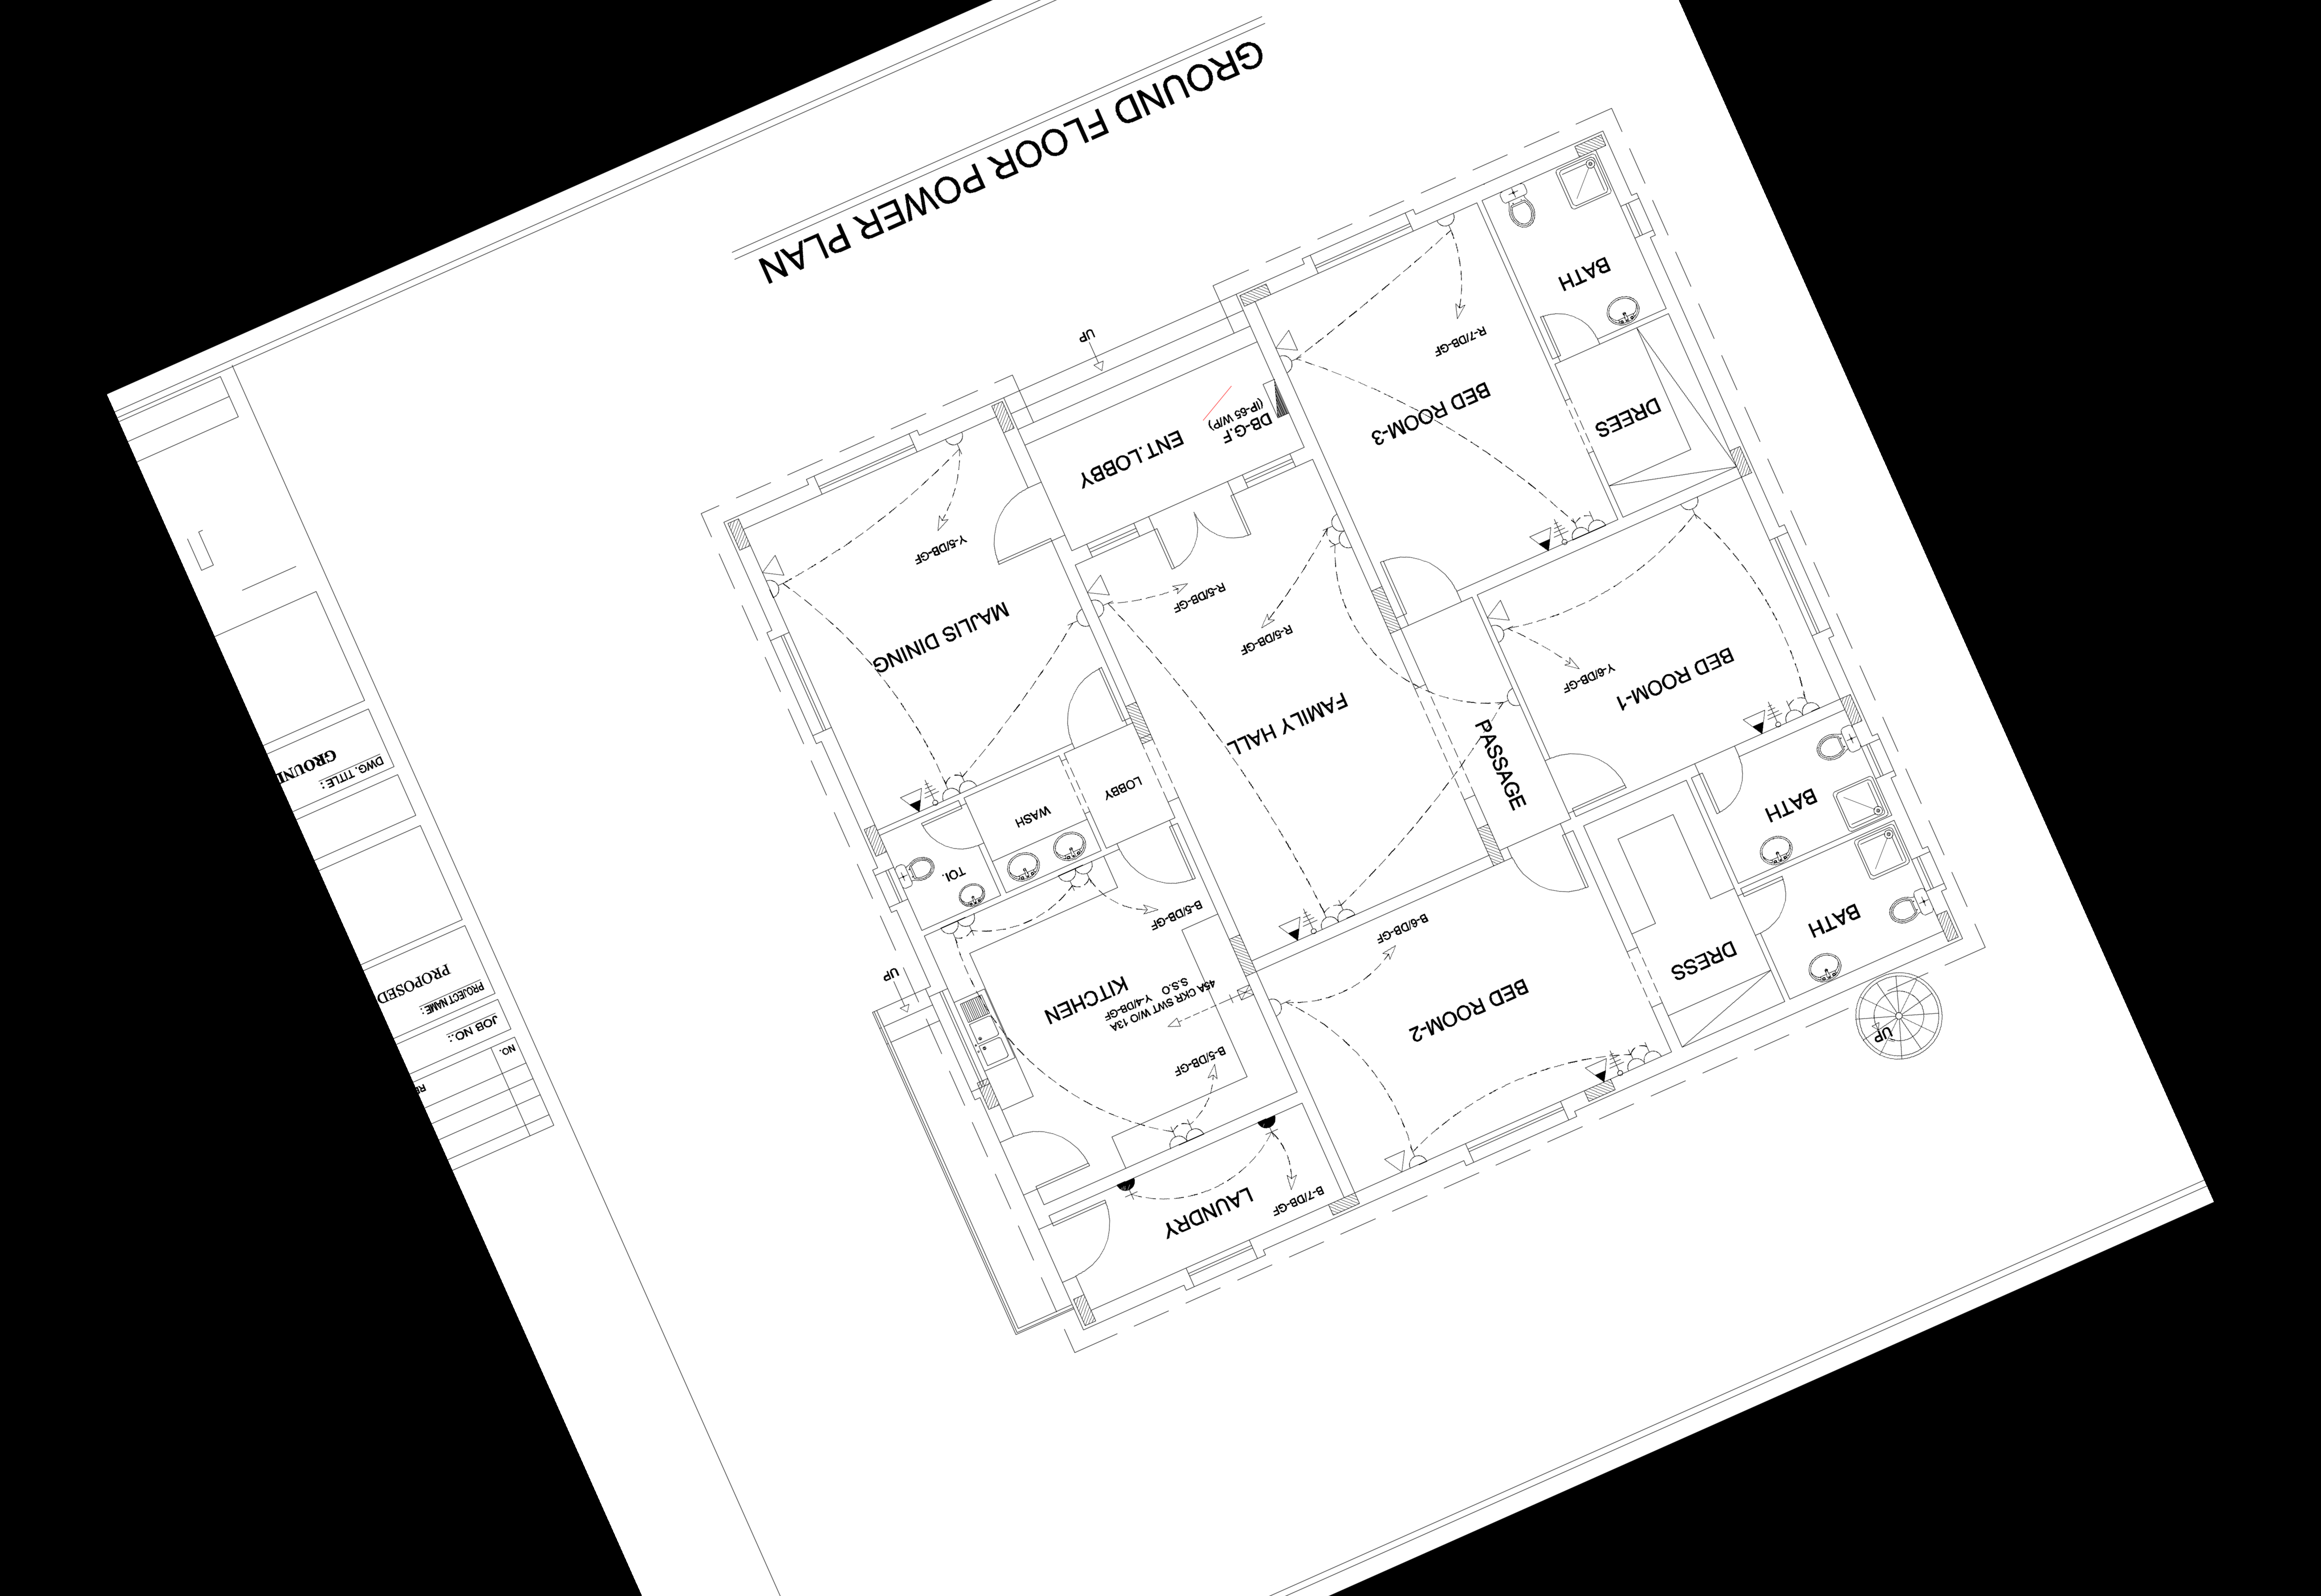 LAUNDRY
B-7/DB-GF
UP
BATH
DRESS
BED ROOM-2
B-5/DB-GF
45A CKR SWT W/O 13A
S.S.O Y-4/DB-GF
KITCHEN
UP
B-6/DB-GF
B-5/DB-GF
BATH
TOI.
WASH
LOBBY
PASSAGE
BED ROOM-1
Y-6/DB-GF
FAMILY HALL
R-5/DB-GF
R-5/DB-GF
MAJLIS DINING
Y-5/DB-GF
DREES
BED ROOM-3
R-7/DB-GF
BATH
ENT.LOBBY
DB-G.F
(IP-65 W/P)
UP
GROUND FLOOR POWER PLAN
NO.
JOB NO :
PROJECT NAME :
PROPOSED
DWG. TITLE :
GROUN